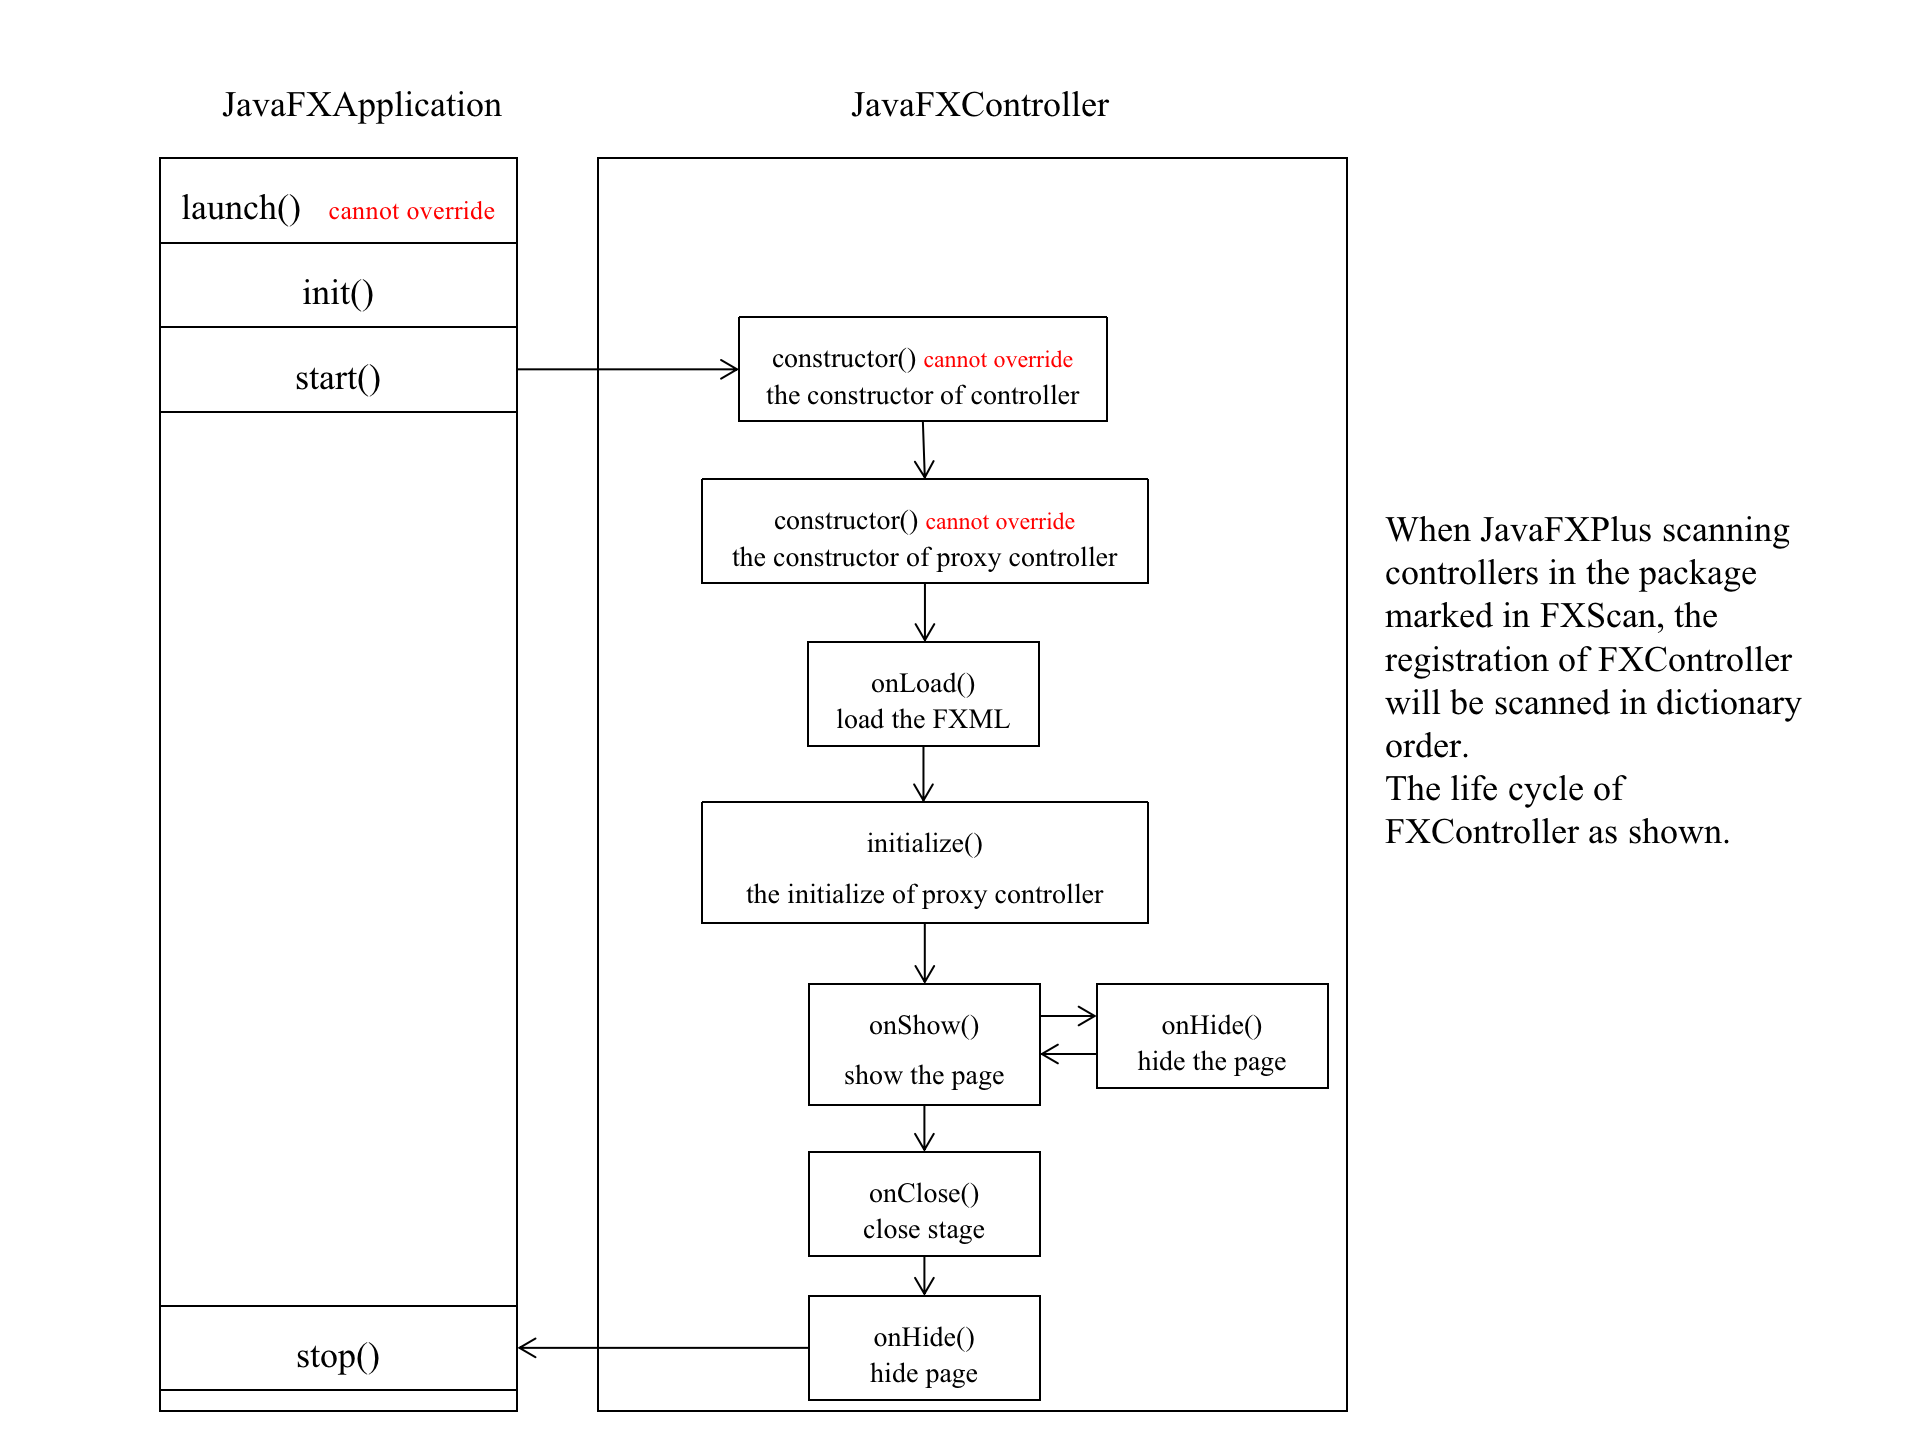 JavaFXApplication
JavaFXController
launch() cannot override
init()
start()
constructor() cannot override
the constructor of controller
constructor() cannot override
the constructor of proxy controller
onLoad()
load the FXML
initialize()
the initialize of proxy controller
onShow()
show the page
onHide()
hide the page
onClose()
close stage
onHide()
hide page
stop()
When JavaFXPlus scanning
controllers in the package
marked in FXScan, the
registration of FXController
will be scanned in dictionary
order.
The life cycle of
FXController as shown.